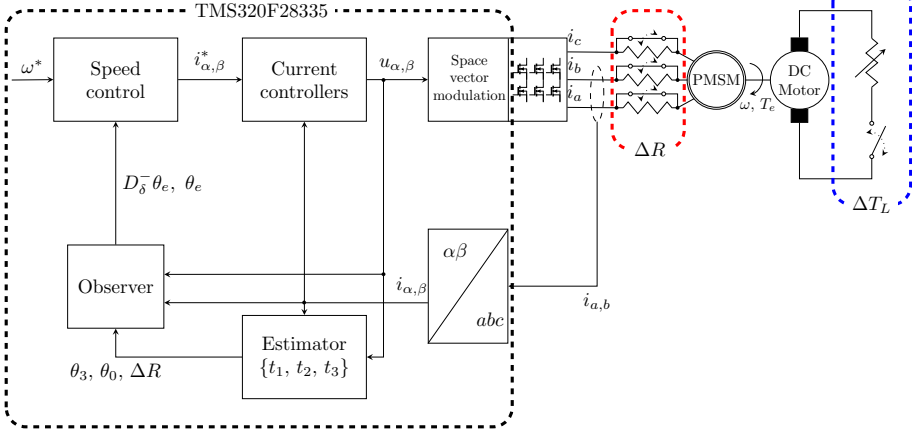 TMS320F28335
ω*
Speed
control
i*α,β
Current
controllers
uα,β
Space
vector
modulation
ic
ib
ia
ΔR
PMSM
ω, Te
DC
Motor
ΔTL
D⁻δθe, θe
Observer
iα,β
αβ
abc
ia,b
Estimator
{t1, t2, t3}
θ3, θ0, ΔR